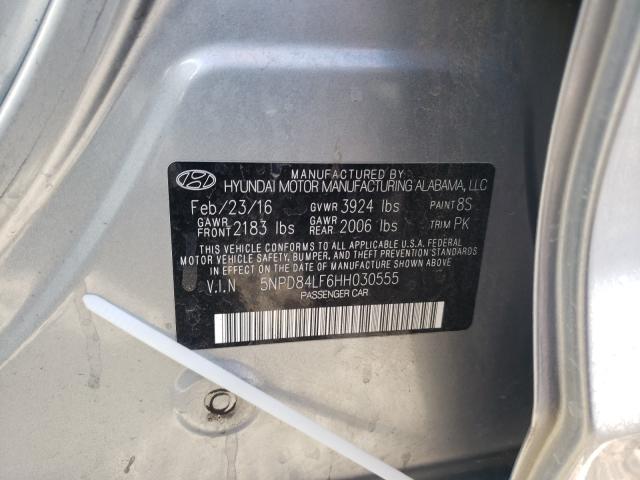 MANUFACTURED BY
HYUNDAI MOTOR MANUFACTURING ALABAMA, LLC
Feb/23/16 GVWR 3924 lbs PAINT 8S
GAWR FRONT 2183 lbs GAWR REAR 2006 lbs TRIM PK
THIS VEHICLE CONFORMS TO ALL APPLICABLE U.S.A. FEDERAL
MOTOR VEHICLE SAFETY, BUMPER, AND THEFT PREVENTION STANDARDS
IN EFFECT ON THE DATE OF MANUFACTURE SHOWN ABOVE.
V.I.N 5NPD84LF6HH030555
PASSENGER CAR